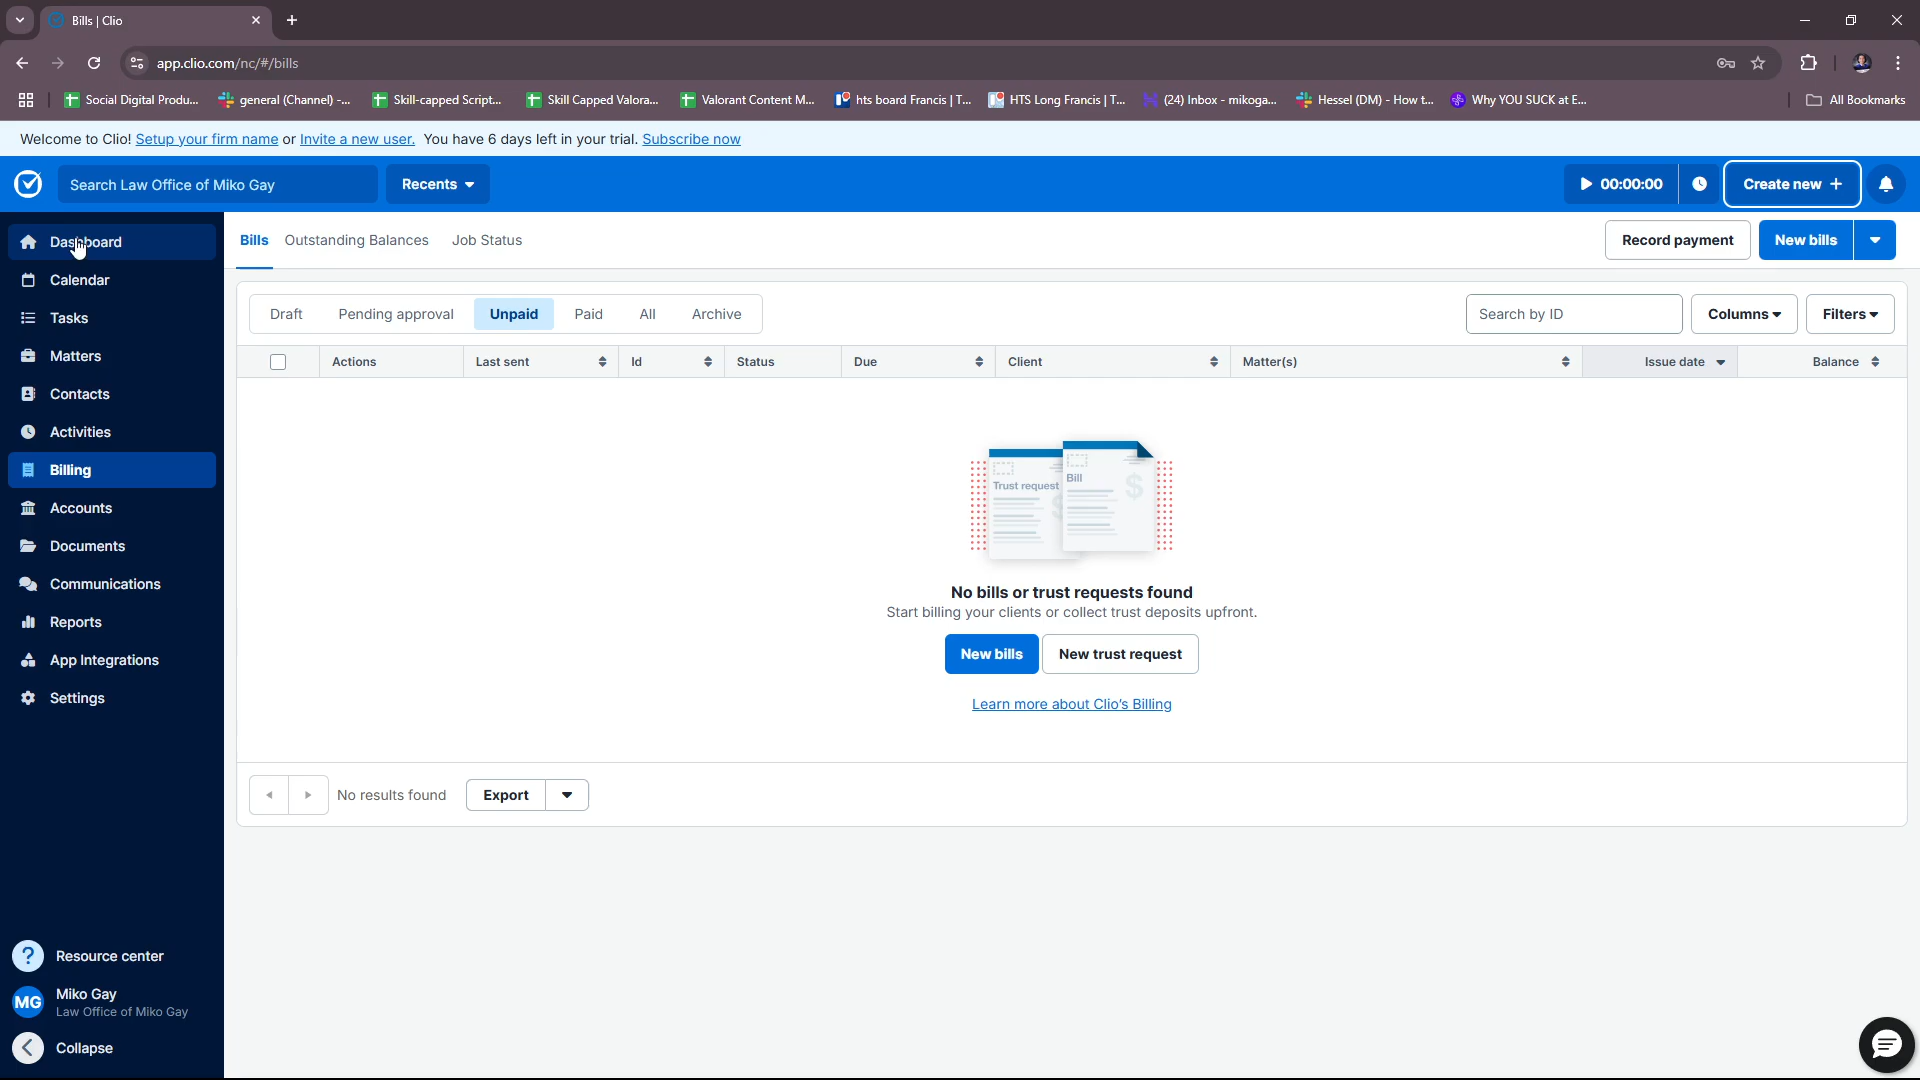 Bills | Clio
app.clio.com/nc/#/bills
Social Digital Produ...
general (Channel) -...
Skill-capped Script...
Skill Capped Valora...
Valorant Content M...
hts board Francis | T...
HTS Long Francis | T...
(24) Inbox - mikoga...
Hessel (DM) - How t...
Why YOU SUCK at E...
All Bookmarks
Welcome to Clio! Setup your firm name or Invite a new user. You have 6 days left in your trial. Subscribe now
Search Law Office of Miko Gay
Recents
00:00:00
Create new +
Dashboard
Calendar
Tasks
Matters
Contacts
Activities
Billing
Accounts
Documents
Communications
Reports
App Integrations
Settings
Resource center
MG
Miko Gay
Law Office of Miko Gay
Collapse
Bills
Outstanding Balances
Job Status
Record payment
New bills
Draft
Pending approval
Unpaid
Paid
All
Archive
Search by ID
Columns
Filters
Actions
Last sent
Id
Status
Due
Client
Matter(s)
Issue date
Balance
Trust request
$
Bill
$
No bills or trust requests found
Start billing your clients or collect trust deposits upfront.
New bills
New trust request
Learn more about Clio's Billing
No results found
Export